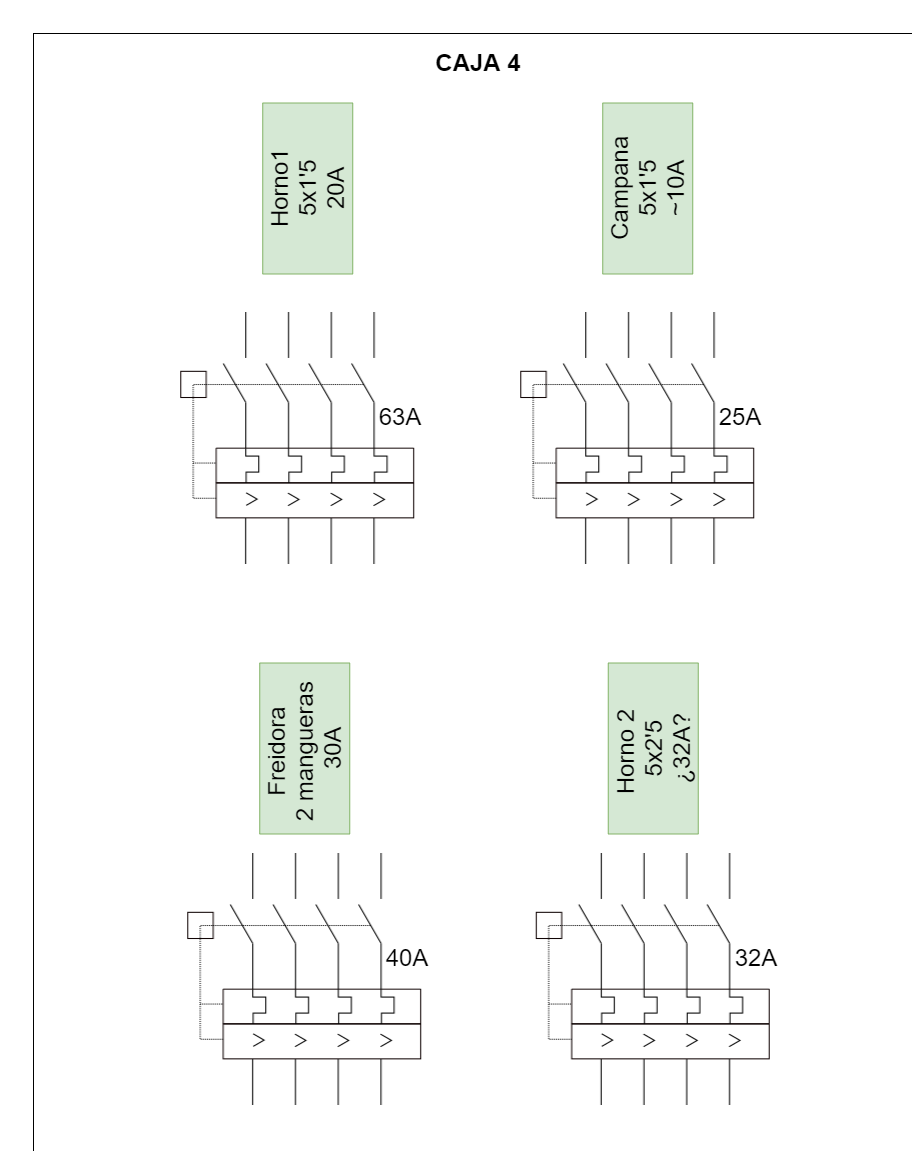 CAJA 4
Horno1
5x1'5
20A
Campana
5x1'5
~10A
63A
25A
Freidora
2 mangueras
30A
Horno 2
5x2'5
¿32A?
40A
32A